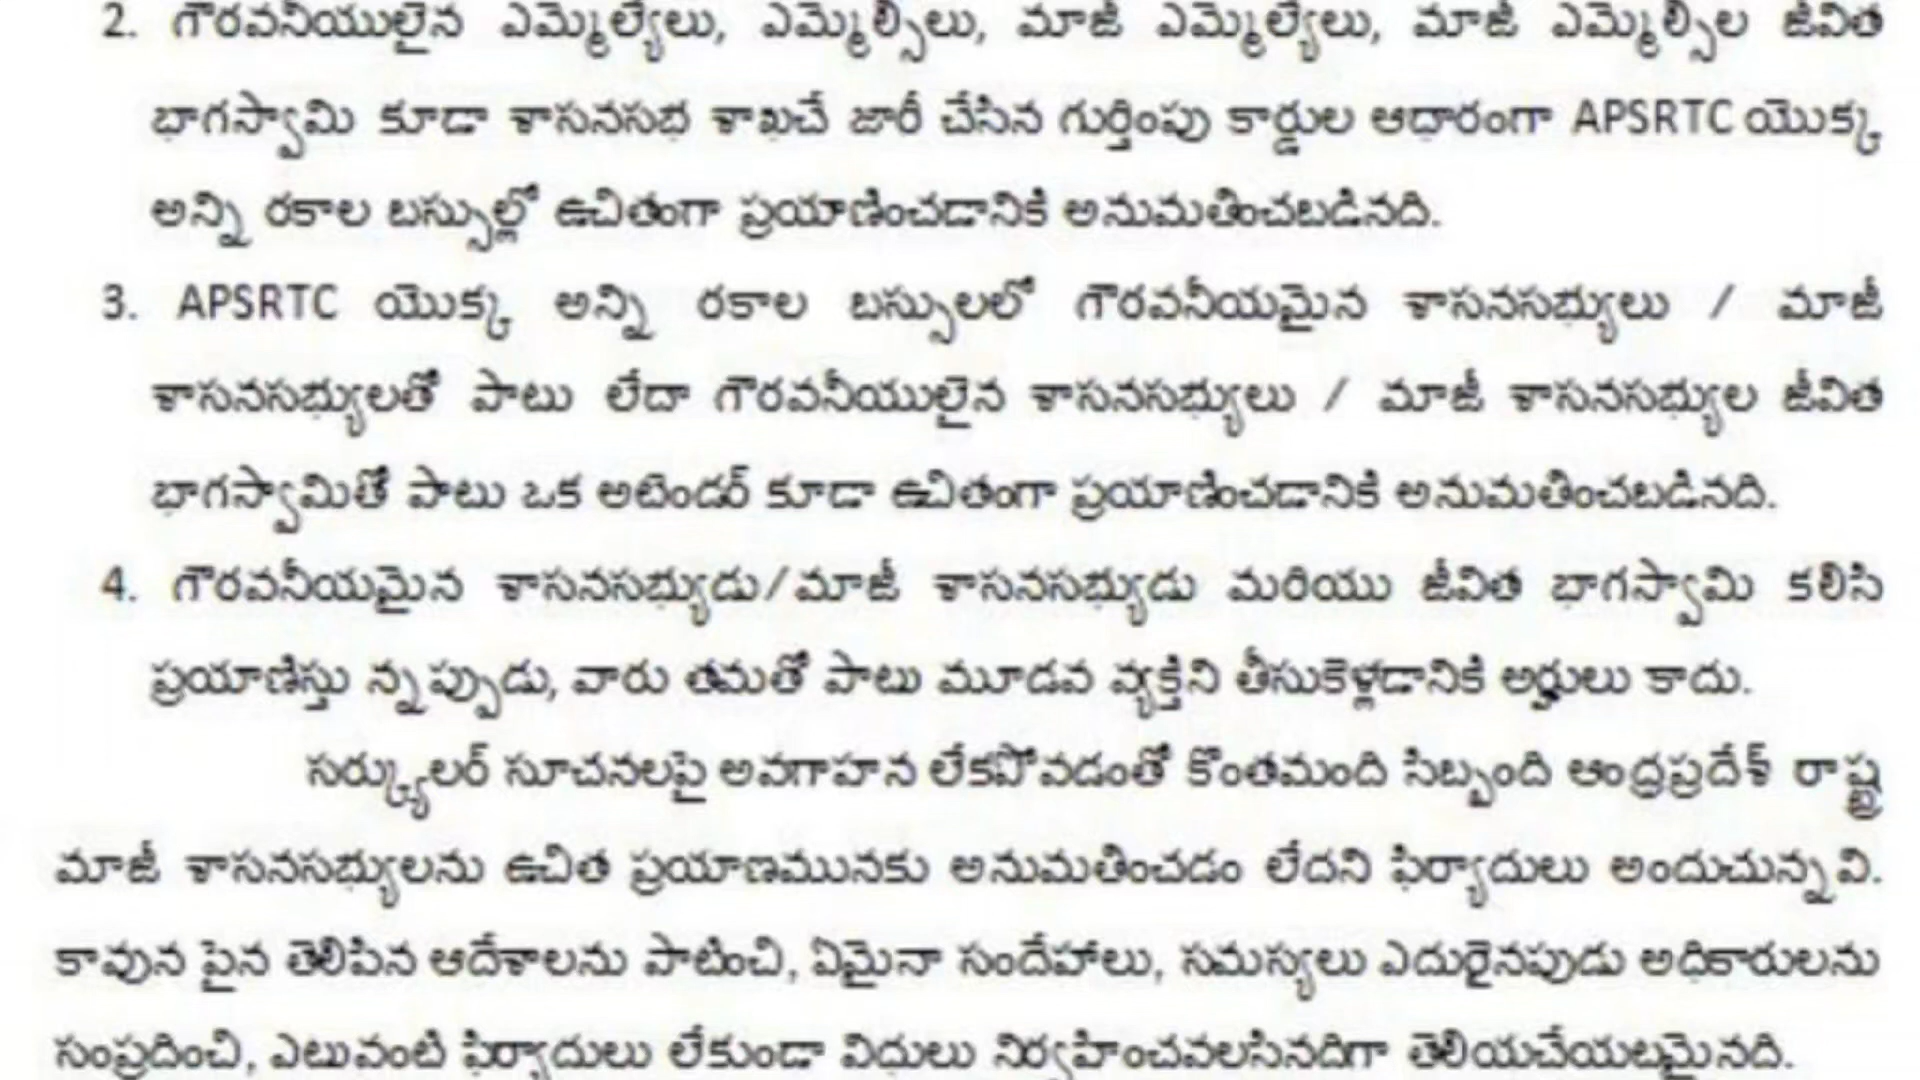 2. గౌరవనీయులైన ఎమ్మెల్యేలు, ఎమ్మెల్సీలు, మాజీ ఎమ్మెల్యేలు, మాజీ ఎమ్మెల్సీల జీవిత
భాగస్వామి కూడా శాసనసభ శాఖచే జారీ చేసిన గుర్తింపు కార్డుల ఆధారంగా APSRTC యొక్క
అన్ని రకాల బస్సుల్లో ఉచితంగా ప్రయాణించడానికి అనుమతించబడినది.
3. APSRTC యొక్క అన్ని రకాల బస్సులలో గౌరవనీయమైన శాసనసభ్యులు / మాజీ
శాసనసభ్యులతో పాటు లేదా గౌరవనీయులైన శాసనసభ్యులు / మాజీ శాసనసభ్యుల జీవిత
భాగస్వామితో పాటు ఒక అటెండర్ కూడా ఉచితంగా ప్రయాణించడానికి అనుమతించబడినది.
4. గౌరవనీయమైన శాసనసభ్యుడు/మాజీ శాసనసభ్యుడు మరియు జీవిత భాగస్వామి కలిసి
ప్రయాణిస్తు న్నప్పుడు, వారు తమతో పాటు మూడవ వ్యక్తిని తీసుకెళ్లడానికి అర్హులు కాదు.
సర్క్యులర్ సూచనలపై అవగాహన లేకపోవడంతో కొంతమంది సిబ్బంది ఆంధ్రప్రదేశ్ రాష్ట్ర
మాజీ శాసనసభ్యులను ఉచిత ప్రయాణమునకు అనుమతించడం లేదని ఫిర్యాదులు అందుచున్నవి.
కావున పైన తెలిపిన ఆదేశాలను పాటించి, ఏమైనా సందేహాలు, సమస్యలు ఎదురైనపుడు అధికారులను
సంప్రదించి, ఎటువంటి ఫిర్యాదులు లేకుండా విధులు నిర్వహించవలసినదిగా తెలియచేయటమైనది.